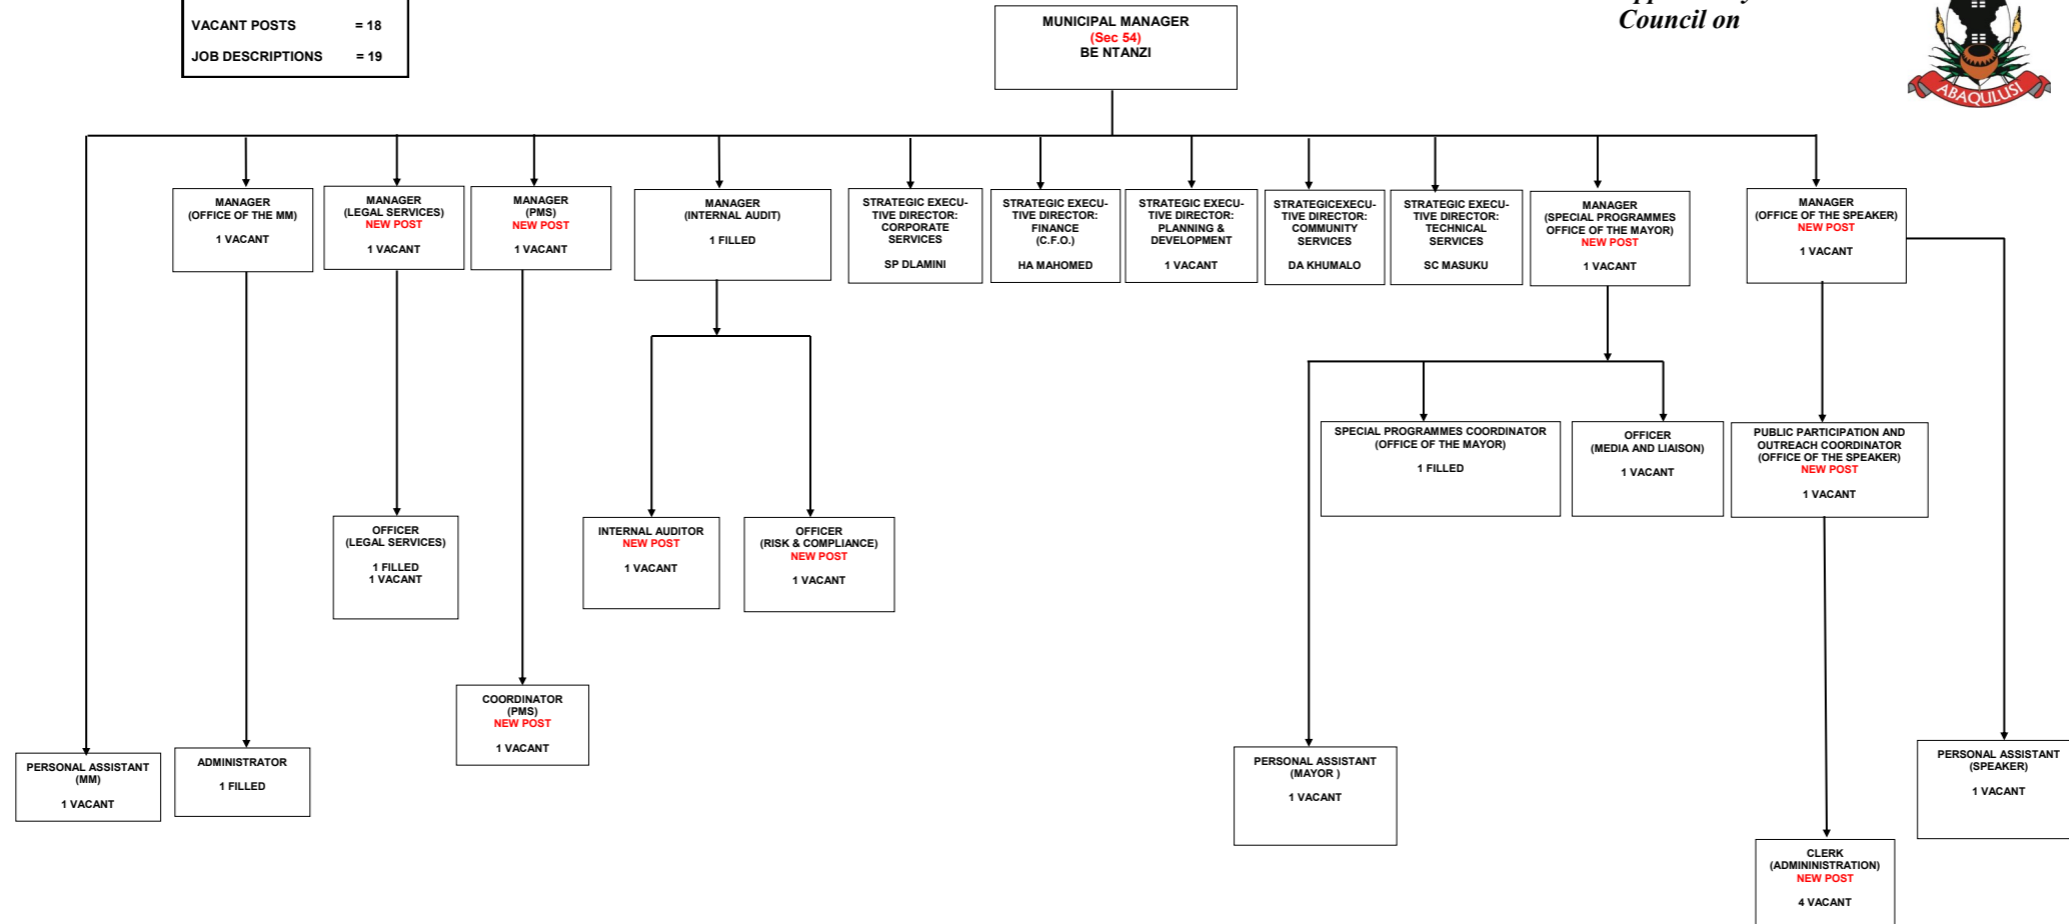 VACANT POSTS = 18
JOB DESCRIPTIONS = 19
MUNICIPAL MANAGER
(Sec 54)
BE NTANZI
Council on
ABAQULUSI
MANAGER
(OFFICE OF THE MM)
1 VACANT
MANAGER
(LEGAL SERVICES)
NEW POST
1 VACANT
MANAGER
(PMS)
NEW POST
1 VACANT
MANAGER
(INTERNAL AUDIT)
1 FILLED
STRATEGIC EXECU-
TIVE DIRECTOR:
CORPORATE
SERVICES
SP DLAMINI
STRATEGIC EXECU-
TIVE DIRECTOR:
FINANCE
(C.F.O.)
HA MAHOMED
STRATEGIC EXECU-
TIVE DIRECTOR:
PLANNING &
DEVELOPMENT
1 VACANT
STRATEGICEXECU-
TIVE DIRECTOR:
COMMUNITY
SERVICES
DA KHUMALO
STRATEGIC EXECU-
TIVE DIRECTOR:
TECHNICAL
SERVICES
SC MASUKU
MANAGER
(SPECIAL PROGRAMMES
OFFICE OF THE MAYOR)
NEW POST
1 VACANT
MANAGER
(OFFICE OF THE SPEAKER)
NEW POST
1 VACANT
SPECIAL PROGRAMMES COORDINATOR
(OFFICE OF THE MAYOR)
1 FILLED
OFFICER
(MEDIA AND LIAISON)
1 VACANT
PUBLIC PARTICIPATION AND
OUTREACH COORDINATOR
(OFFICE OF THE SPEAKER)
NEW POST
1 VACANT
OFFICER
(LEGAL SERVICES)
1 FILLED
1 VACANT
INTERNAL AUDITOR
NEW POST
1 VACANT
OFFICER
(RISK & COMPLIANCE)
NEW POST
1 VACANT
COORDINATOR
(PMS)
NEW POST
1 VACANT
PERSONAL ASSISTANT
(MM)
1 VACANT
ADMINISTRATOR
1 FILLED
PERSONAL ASSISTANT
(MAYOR )
1 VACANT
PERSONAL ASSISTANT
(SPEAKER)
1 VACANT
CLERK
(ADMININISTRATION)
NEW POST
4 VACANT